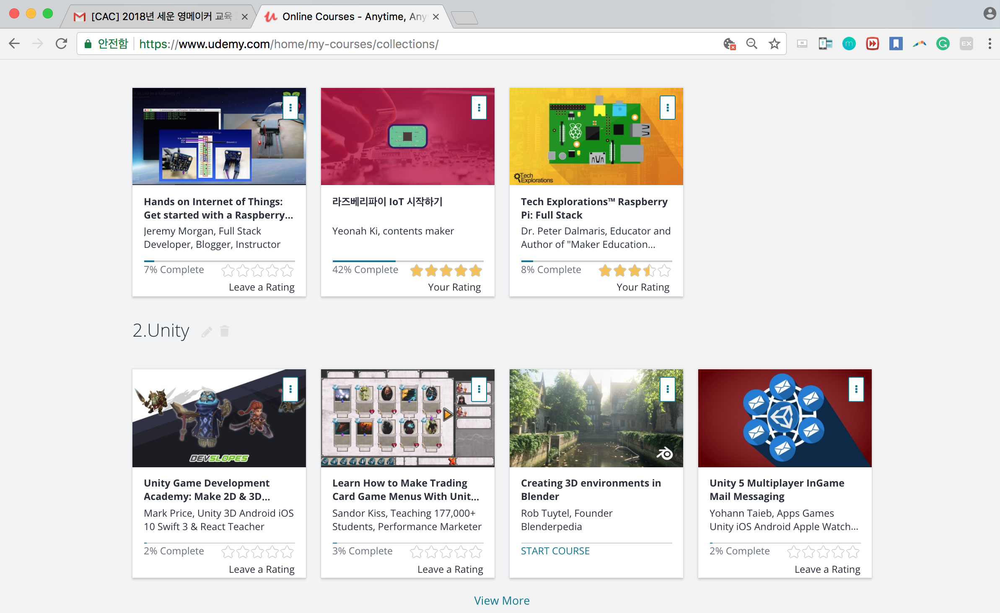 [CAC] 2018년 세운 영메이커 교육
Online Courses - Anytime, Any
안전함
https://www.udemy.com/home/my-courses/collections/
EX
Hands on Internet of Things
Ground (-)
Tech
Explorations
Hands on Internet of Things:
Get started with a Raspberry...
Jeremy Morgan, Full Stack
Developer, Blogger, Instructor
7% Complete
Leave a Rating
라즈베리파이 IoT 시작하기
Yeonah Ki, contents maker
42% Complete
Your Rating
Tech Explorations™ Raspberry
Pi: Full Stack
Dr. Peter Dalmaris, Educator and
Author of "Maker Education...
8% Complete
Your Rating
2.Unity
DEVSLOPES
Unity Game Development
Academy: Make 2D & 3D...
Mark Price, Unity 3D Android iOS
10 Swift 3 & React Teacher
2% Complete
Leave a Rating
Learn How to Make Trading
Card Game Menus With Unit...
Sandor Kiss, Teaching 177,000+
Students, Performance Marketer
3% Complete
Leave a Rating
Creating 3D environments in
Blender
Rob Tuytel, Founder
Blenderpedia
START COURSE
Unity 5 Multiplayer InGame
Mail Messaging
Yohann Taieb, Apps Games
Unity iOS Android Apple Watch...
2% Complete
Leave a Rating
View More